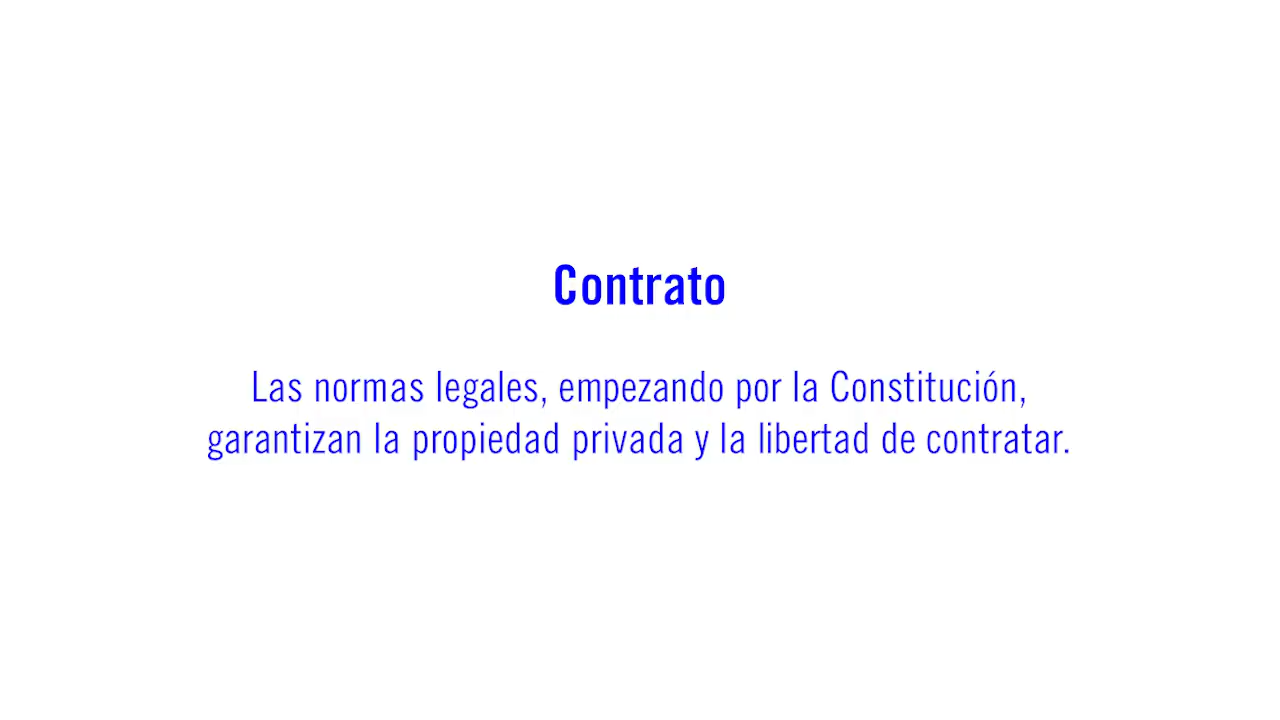 Contrato
Las normas legales, empezando por la Constitución,
garantizan la propiedad privada y la libertad de contratar.